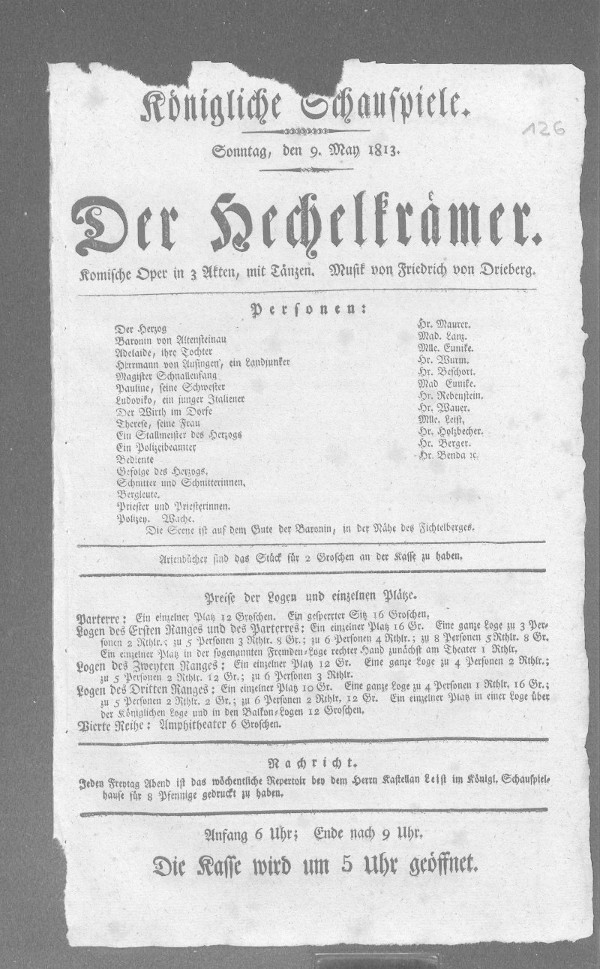 Königliche Schauspiele.
126
Sonntag, den 9. May 1813.
Der Hechelkrämer.
Komische Oper in 3 Akten, mit Tänzen. Musik von Friedrich von Drieberg.
Personen:
Der Herzog Hr. Maurer.
Baronin von Altensteinau Mad. Lanz.
Adelaide, ihre Tochter Mlle. Eunike.
Herrmann von Aufingen, ein Landjunker Hr. Wurm.
Magister Schnallenfang Hr. Beschort.
Pauline, seine Schwester Mad Eunike.
Ludoviko, ein junger Italiener Hr. Rebenstein.
Der Wirth im Dorfe Hr. Wauer.
Therese, seine Frau Mlle. Leist,
Ein Stallmeister des Herzogs Hr. Holzbecher.
Ein Polizeibeamter Hr. Berger.
Bediente Hr. Benda ꝛc.
Gefolge des Herzogs.
Schnitter und Schnitterinnen.
Bergleute.
Priester und Priesterinnen.
Polizey. Wache.
Die Scene ist auf dem Gute der Baronin, in der Nähe des Fichtelberges.
Arienbücher sind das Stück für 2 Groschen an der Kasse zu haben.
Preise der Logen und einzelnen Plätze.
Parterre: Ein einzelner Platz 12 Groschen. Ein gesperrter Sitz 16 Groschen.
Logen des Ersten Ranges und des Parterres: Ein einzelner Platz 16 Gr. Eine ganze Loge zu 3 Per-
sonen 2 Rthlr.; zu 5 Personen 3 Rthlr. 8 Gr.; zu 6 Personen 4 Rthlr.; zu 8 Personen 5 Rthlr. 8 Gr.
Ein einzelner Platz in der sogenannten Fremden-Loge rechter Hand zunächst am Theater 1 Rthlr.
Logen des Zweyten Ranges: Ein einzelner Platz 12 Gr. Eine ganze Loge zu 4 Personen 2 Rthlr.;
zu 5 Personen 2 Rthlr. 12 Gr.; zu 6 Personen 3 Rthlr.
Logen des Dritten Ranges: Ein einzelner Platz 10 Gr. Eine ganze Loge zu 4 Personen 1 Rthlr. 16 Gr.;
zu 5 Personen 2 Rthlr. 2 Gr.; zu 6 Personen 2 Rthlr. 12 Gr. Ein einzelner Platz in einer Loge über
der Königlichen Loge und in den Balkon-Logen 12 Groschen.
Vierte Reihe: Amphitheater 6 Groschen.
Nachricht.
Jeden Freytag Abend ist das wöchentliche Repertoir bey dem Herrn Kastellan Leist im Königl. Schauspiel-
hause für 8 Pfennige gedruckt zu haben.
Anfang 6 Uhr; Ende nach 9 Uhr.
Die Kasse wird um 5 Uhr geöffnet.